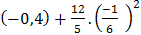 (−0,4) + 12/5 . (−1/6)²